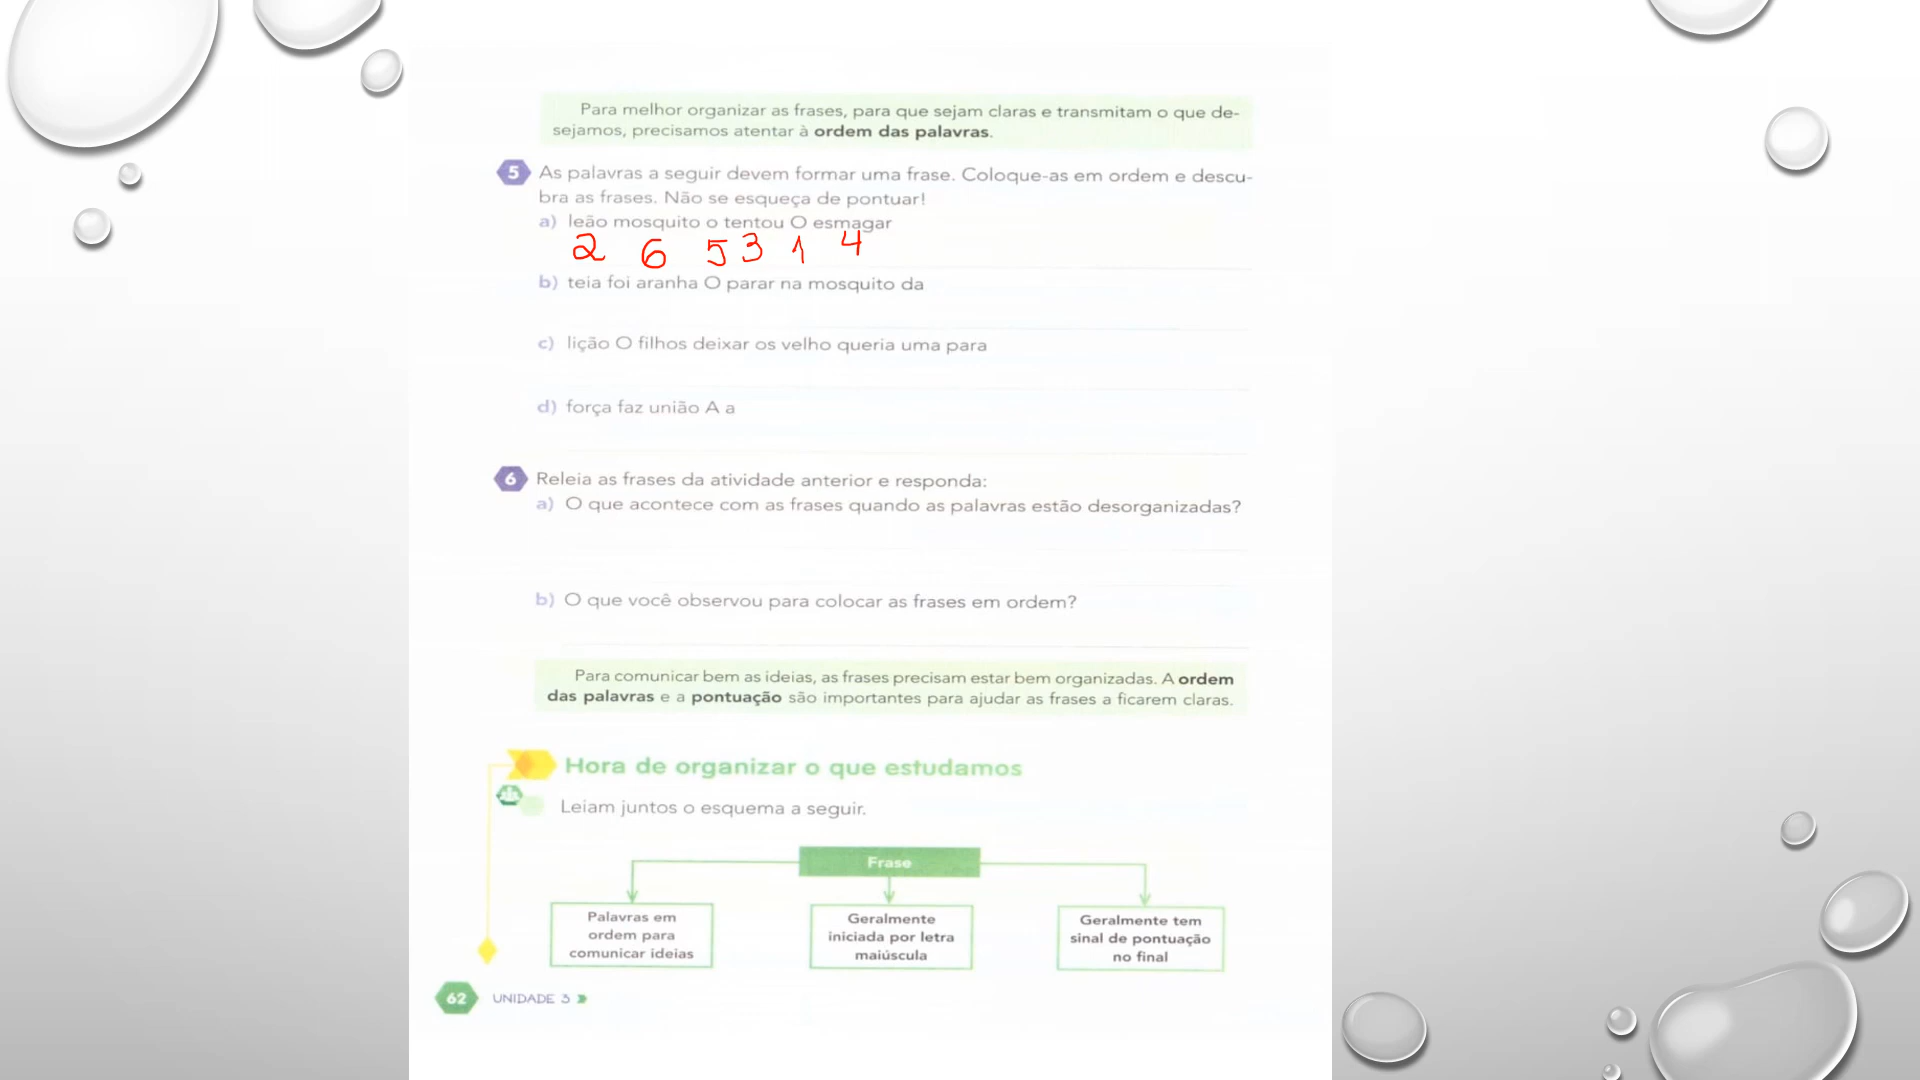 Para melhor organizar as frases, para que sejam claras e transmitam o que de-
sejamos, precisamos atentar à ordem das palavras.
5 As palavras a seguir devem formar uma frase. Coloque-as em ordem e descu-
bra as frases. Não se esqueça de pontuar!
a) leão mosquito o tentou O esmagar
2 6 5 3 1 4
b) teia foi aranha O parar na mosquito da
c) lição O filhos deixar os velho queria uma para
d) força faz união A a
6 Releia as frases da atividade anterior e responda:
a) O que acontece com as frases quando as palavras estão desorganizadas?
b) O que você observou para colocar as frases em ordem?
Para comunicar bem as ideias, as frases precisam estar bem organizadas. A ordem
das palavras e a pontuação são importantes para ajudar as frases a ficarem claras.
Hora de organizar o que estudamos
Leiam juntos o esquema a seguir.
Frase
Palavras em
ordem para
comunicar ideias
Geralmente
iniciada por letra
maiúscula
Geralmente tem
sinal de pontuação
no final
62 UNIDADE 3